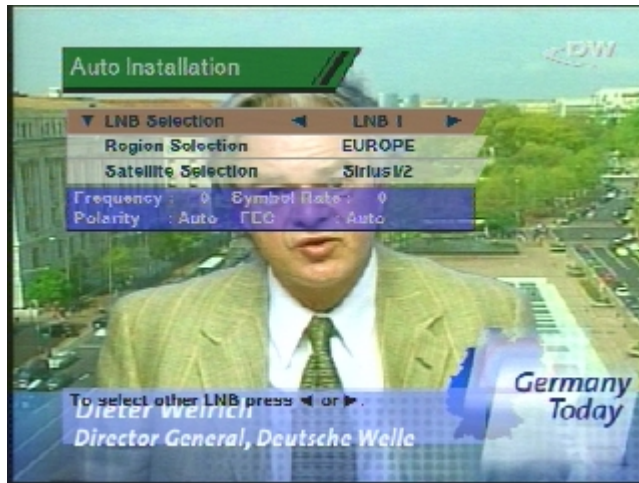 DW
Auto Installation
▼ LNB Selection ◄ LNB 1 ►
Region Selection EUROPE
Satellite Selection Sirius1/2
Frequency : 0 Symbol Rate : 0
Polarity : Auto FEC : Auto
To select other LNB press ◄ or ►.
Dieter Weirich
Director General, Deutsche Welle
Germany
Today